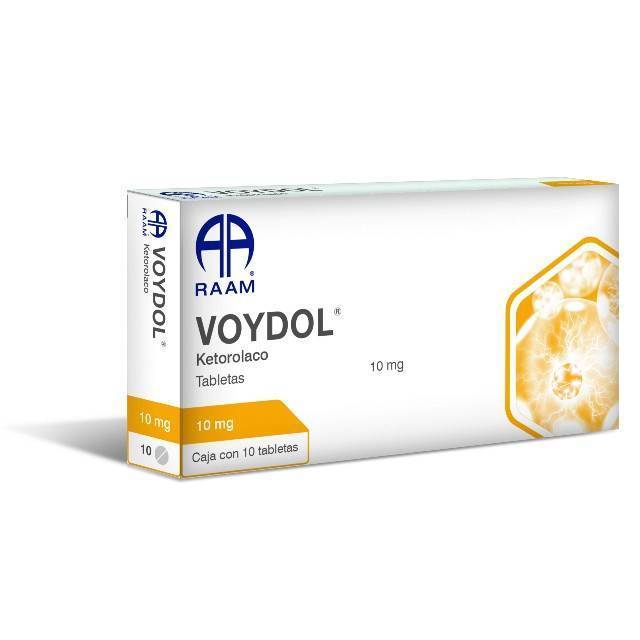 RAAM
VOYDOL®
Ketorolaco
10 mg
10
RAAM®
VOYDOL®
Ketorolaco
Tabletas
10 mg
10 mg
Caja con 10 tabletas